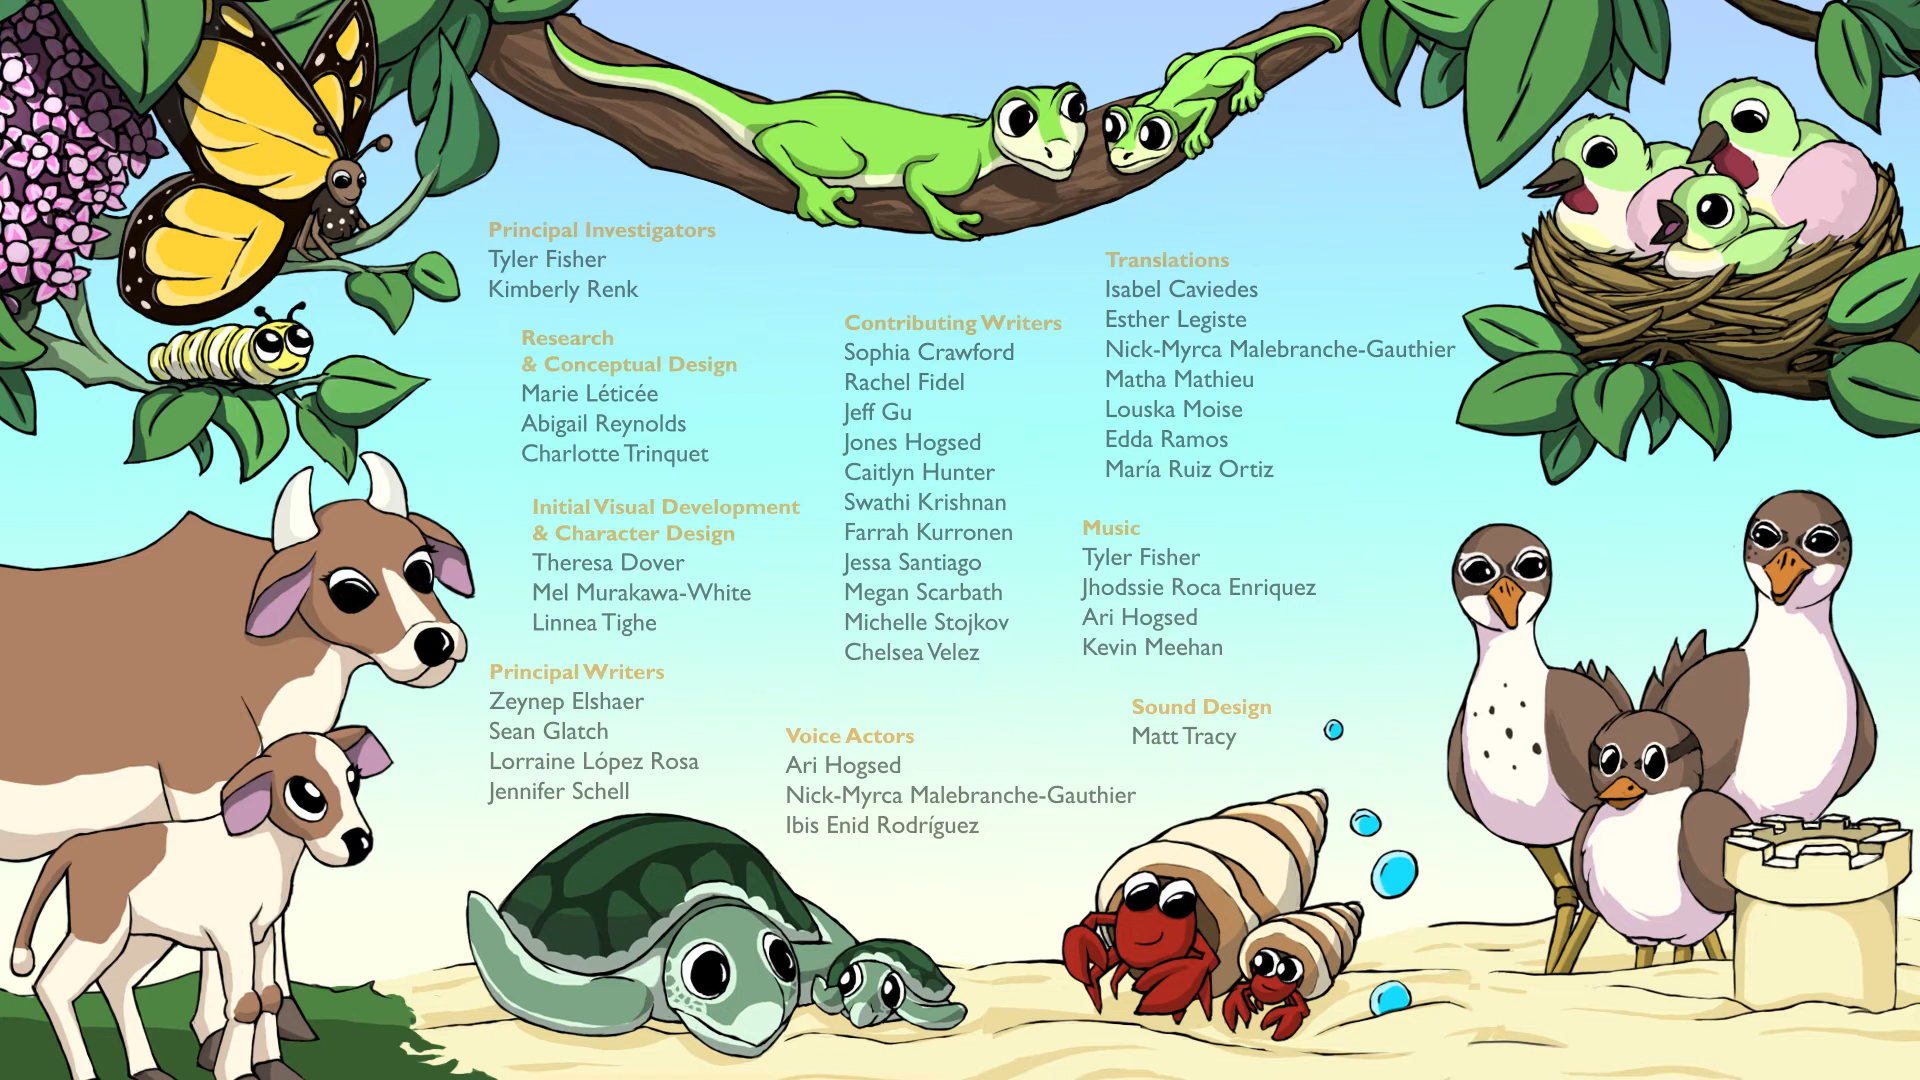 Principal Investigators
Tyler Fisher
Kimberly Renk
Research
& Conceptual Design
Marie Léticée
Abigail Reynolds
Charlotte Trinquet
Initial Visual Development
& Character Design
Theresa Dover
Mel Murakawa-White
Linnea Tighe
Principal Writers
Zeynep Elshaer
Sean Glatch
Lorraine López Rosa
Jennifer Schell
Contributing Writers
Sophia Crawford
Rachel Fidel
Jeff Gu
Jones Hogsed
Caitlyn Hunter
Swathi Krishnan
Farrah Kurronen
Jessa Santiago
Megan Scarbath
Michelle Stojkov
Chelsea Velez
Voice Actors
Ari Hogsed
Nick-Myrca Malebranche-Gauthier
Ibis Enid Rodríguez
Translations
Isabel Caviedes
Esther Legiste
Nick-Myrca Malebranche-Gauthier
Matha Mathieu
Louska Moise
Edda Ramos
María Ruiz Ortiz
Music
Tyler Fisher
Jhodssie Roca Enriquez
Ari Hogsed
Kevin Meehan
Sound Design
Matt Tracy